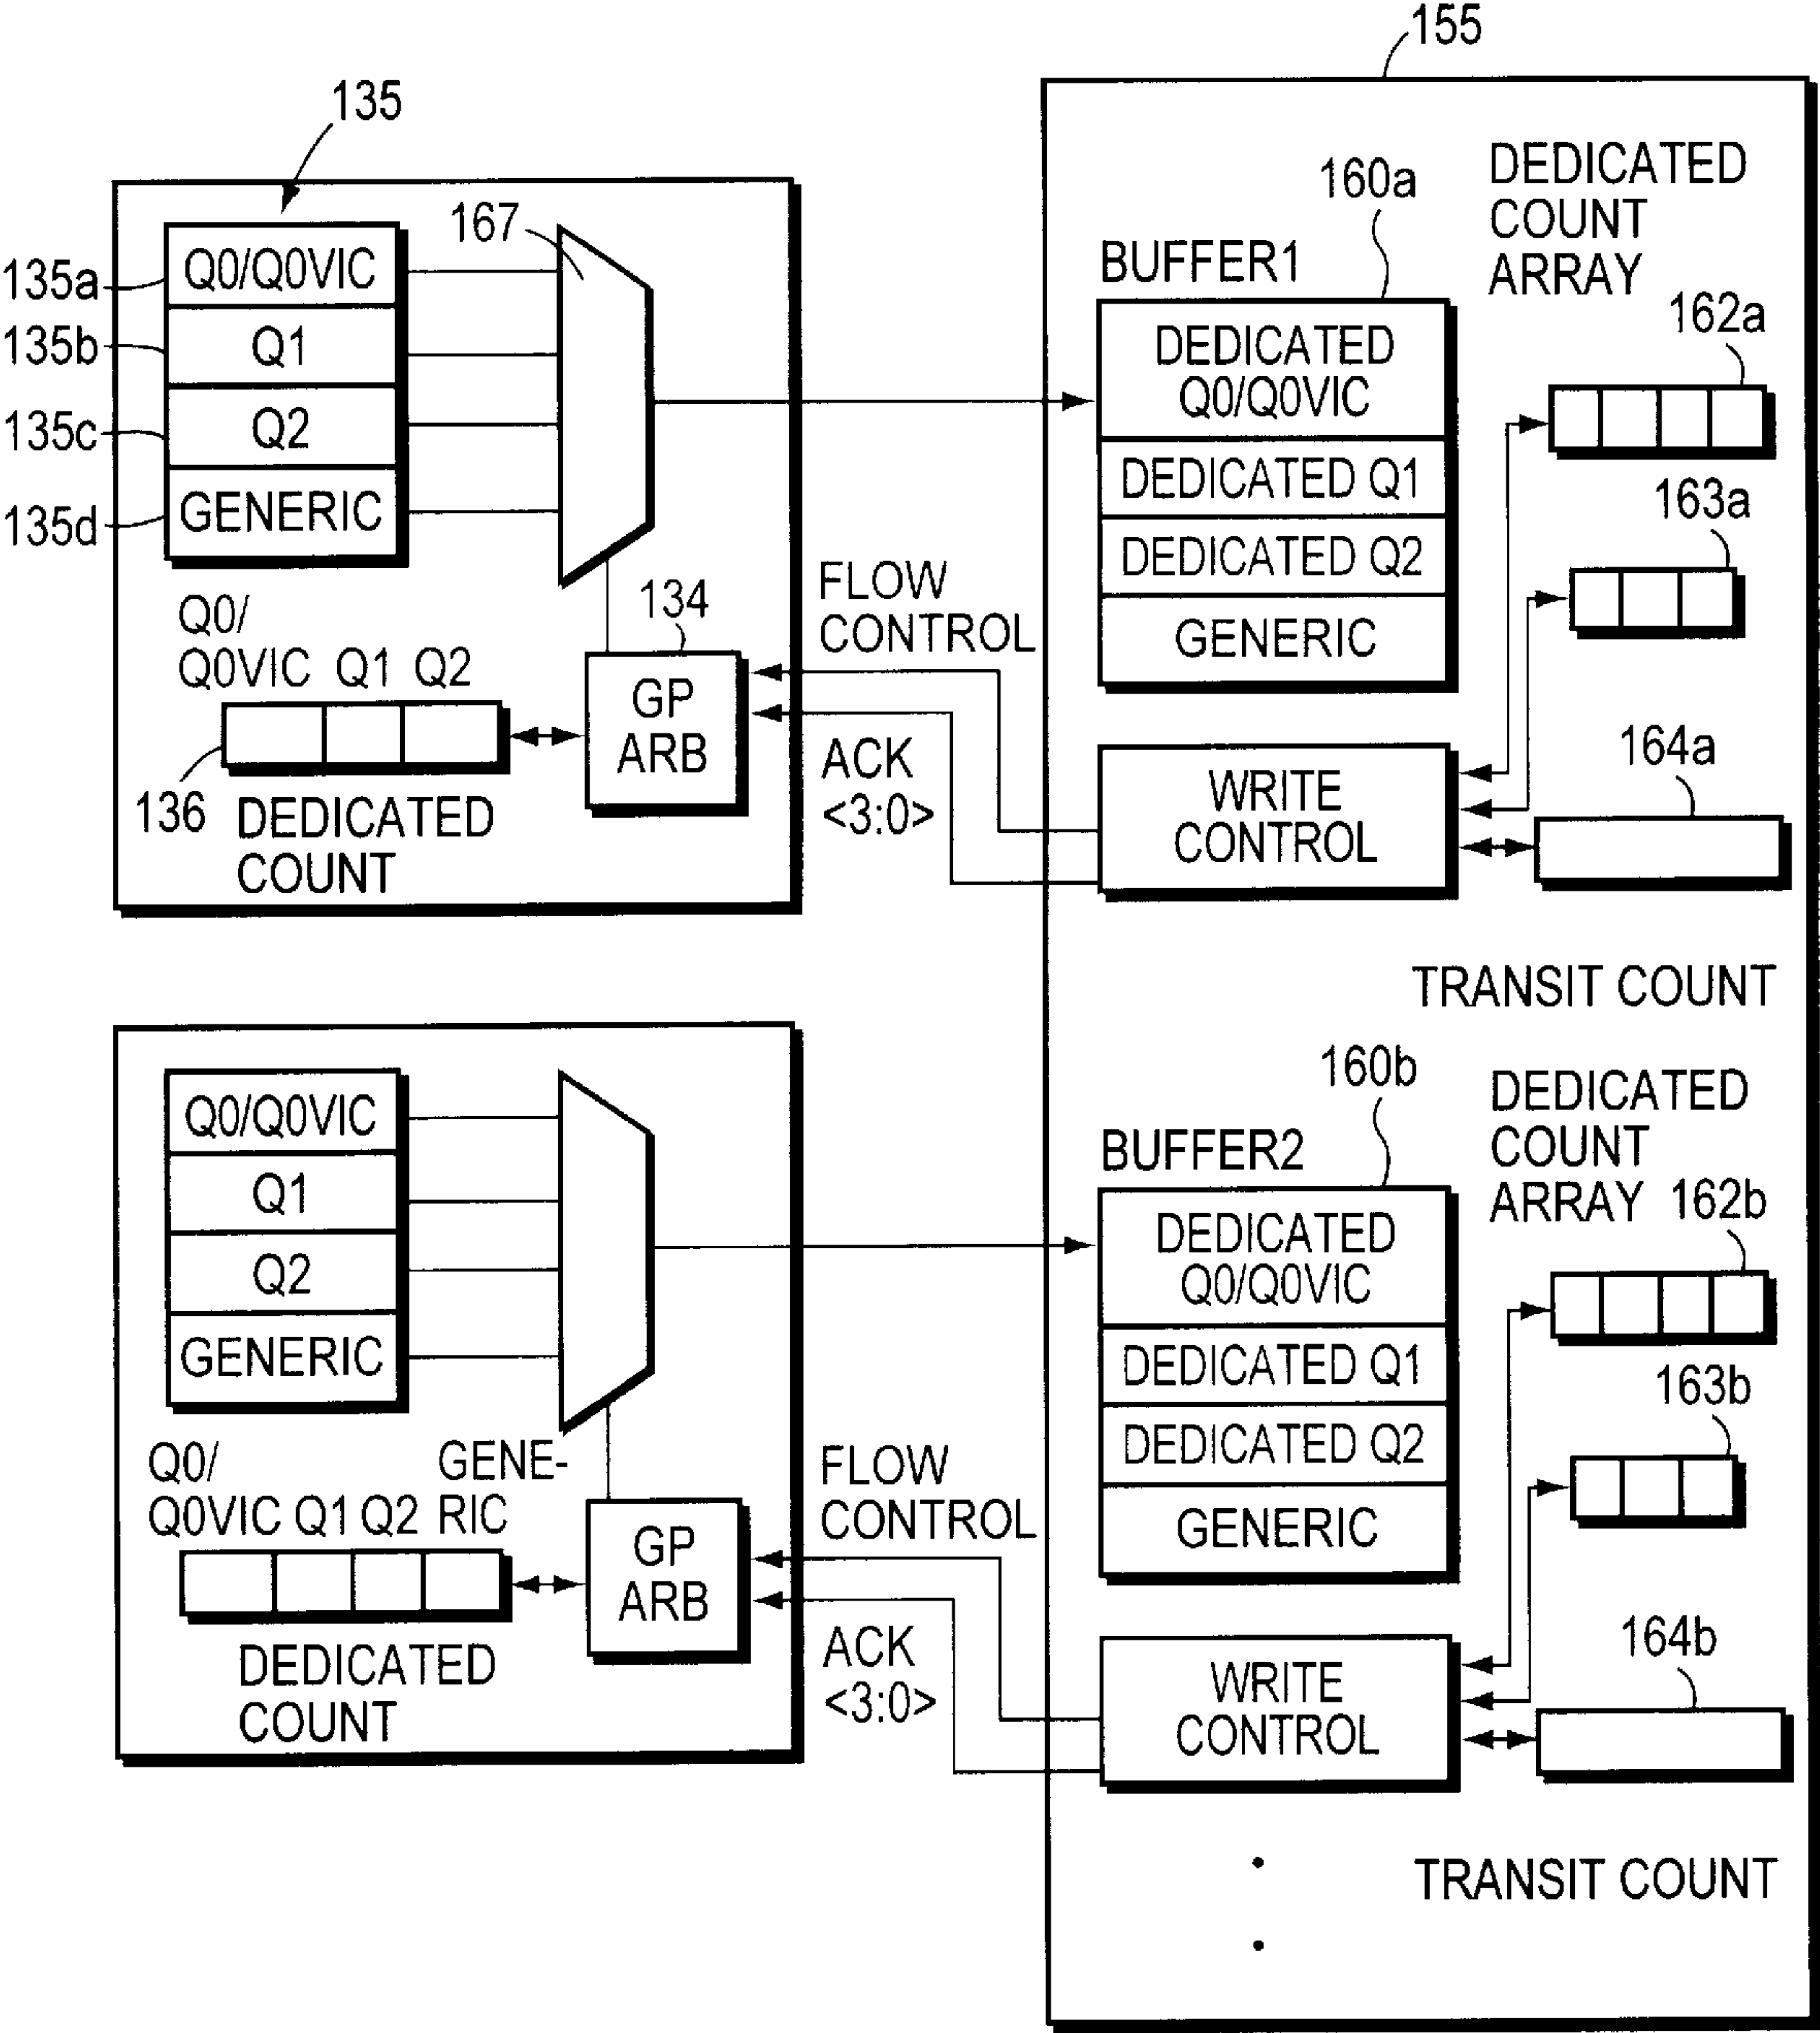 155
135
DEDICATED
COUNT
ARRAY
160a
167
BUFFER1
135a
Q0/Q0VIC
135b
Q1
135c
Q2
135d
GENERIC
162a
DEDICATED
Q0/Q0VIC
DEDICATED Q1
DEDICATED Q2
GENERIC
163a
Q0/
Q0VIC Q1 Q2
134
FLOW
CONTROL
GP
ARB
136
DEDICATED
COUNT
ACK
<3:0>
WRITE
CONTROL
164a
TRANSIT COUNT
160b
DEDICATED
COUNT
ARRAY
BUFFER2
162b
Q0/Q0VIC
Q1
Q2
GENERIC
DEDICATED
Q0/Q0VIC
DEDICATED Q1
DEDICATED Q2
GENERIC
163b
Q0/ GENE-
Q0VIC Q1 Q2 RIC
FLOW
CONTROL
GP
ARB
DEDICATED
COUNT
ACK
<3:0>
WRITE
CONTROL
164b
TRANSIT COUNT